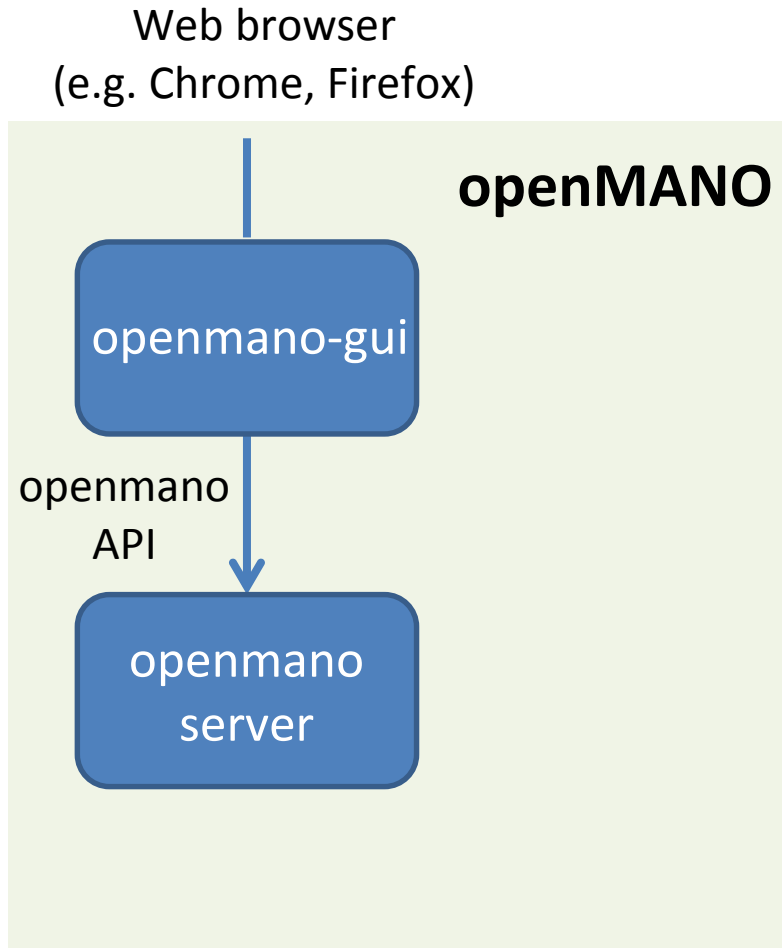 Web browser
(e.g. Chrome, Firefox)
openMANO
openmano-gui
openmano
API
openmano
server